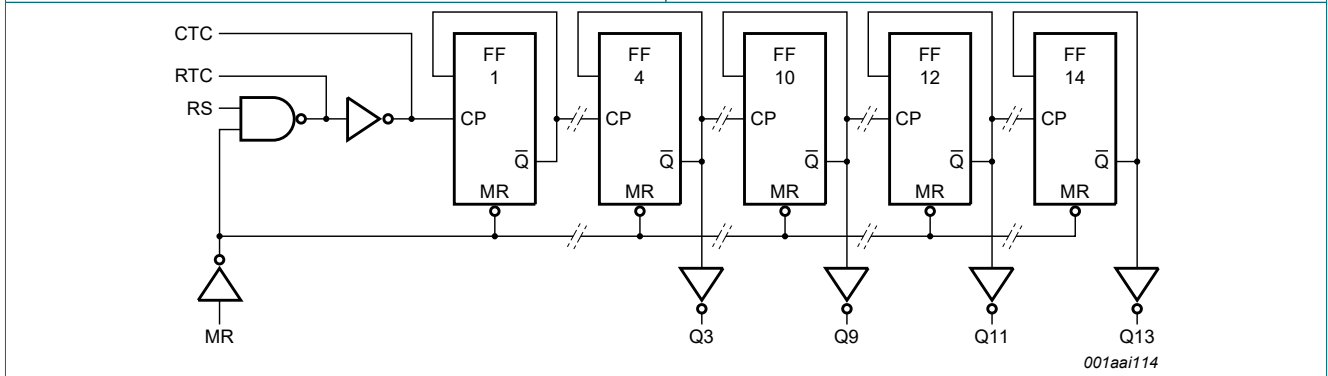 CTC
RTC
RS
FF FF FF FF FF
1 4 10 12 14
CP CP CP CP CP
Q̅ Q̅ Q̅ Q̅ Q̅
MR MR MR MR MR
MR Q3 Q9 Q11 Q13
001aai114